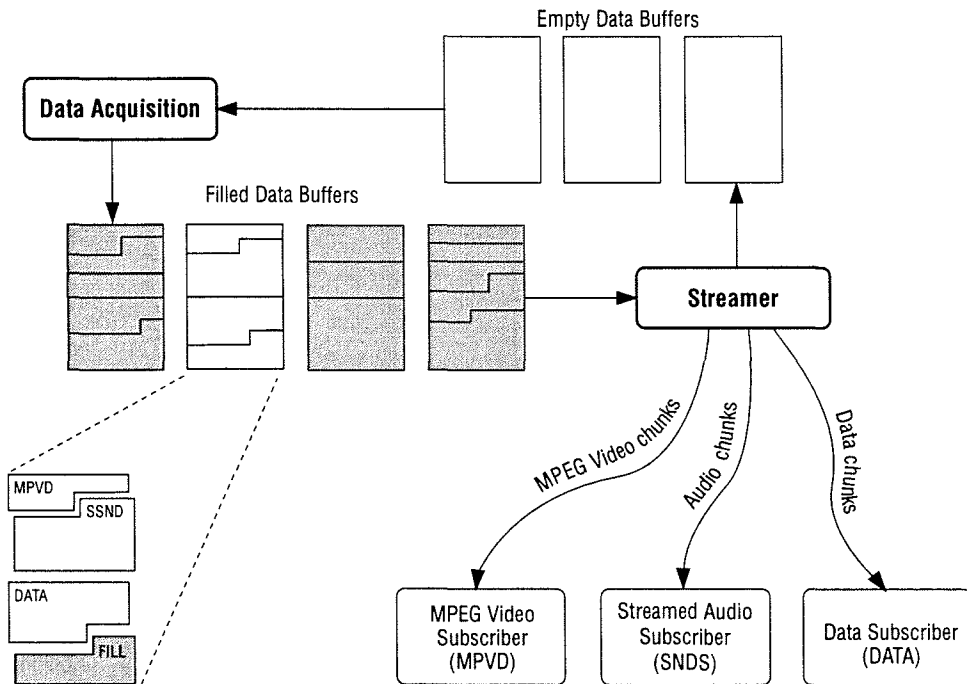 Empty Data Buffers
Data Acquisition
Filled Data Buffers
Streamer
MPEG Video chunks
Audio chunks
Data chunks
MPVD
SSND
DATA
FILL
MPEG Video
Subscriber
(MPVD)
Streamed Audio
Subscriber
(SNDS)
Data Subscriber
(DATA)